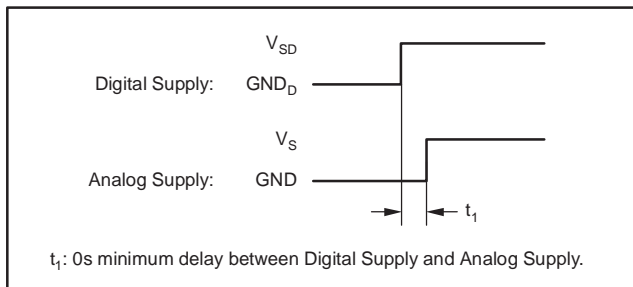 V_SD
Digital Supply: GND_D
V_S
Analog Supply: GND
t_1
t_1: 0s minimum delay between Digital Supply and Analog Supply.